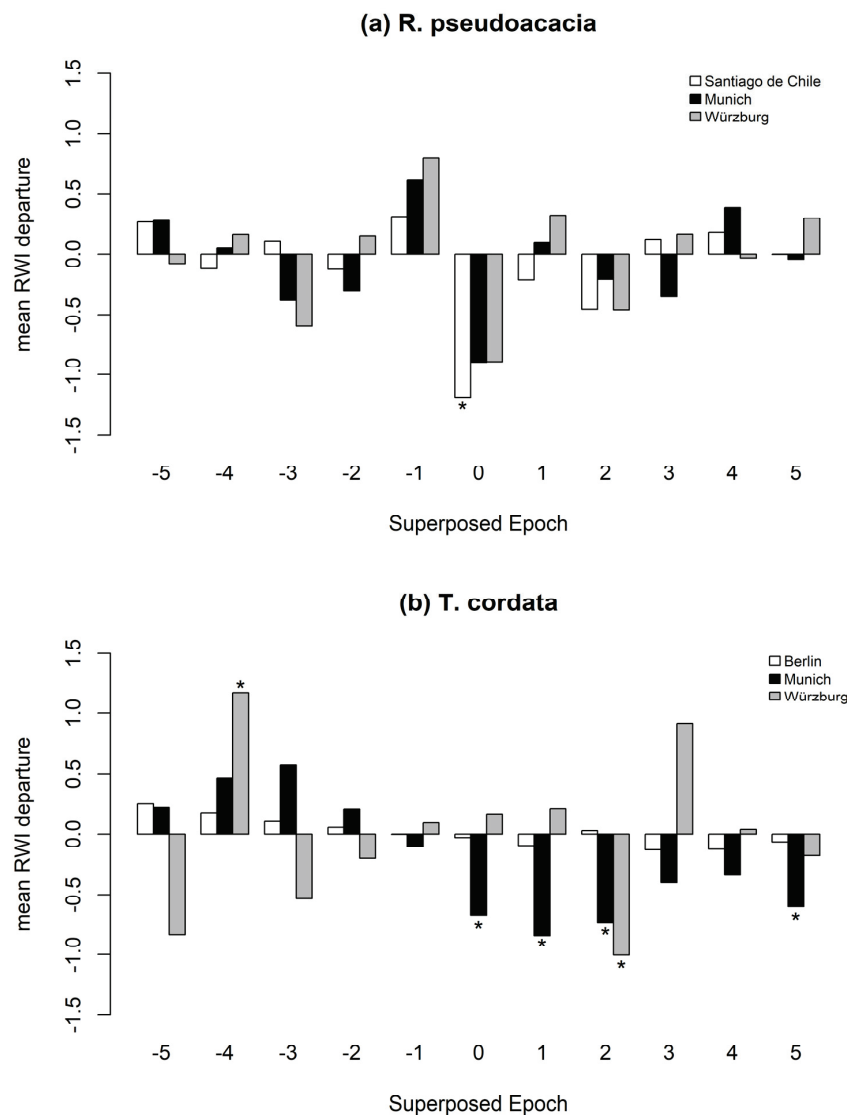 (a) R. pseudoacacia
1.5
1.0
0.5
0.0
-0.5
-1.0
-1.5
mean RWI departure
Santiago de Chile
Munich
Würzburg
*
-5 -4 -3 -2 -1 0 1 2 3 4 5
Superposed Epoch
(b) T. cordata
1.5
1.0
0.5
0.0
-0.5
-1.0
-1.5
mean RWI departure
Berlin
Munich
Würzburg
*
* * * * *
-5 -4 -3 -2 -1 0 1 2 3 4 5
Superposed Epoch